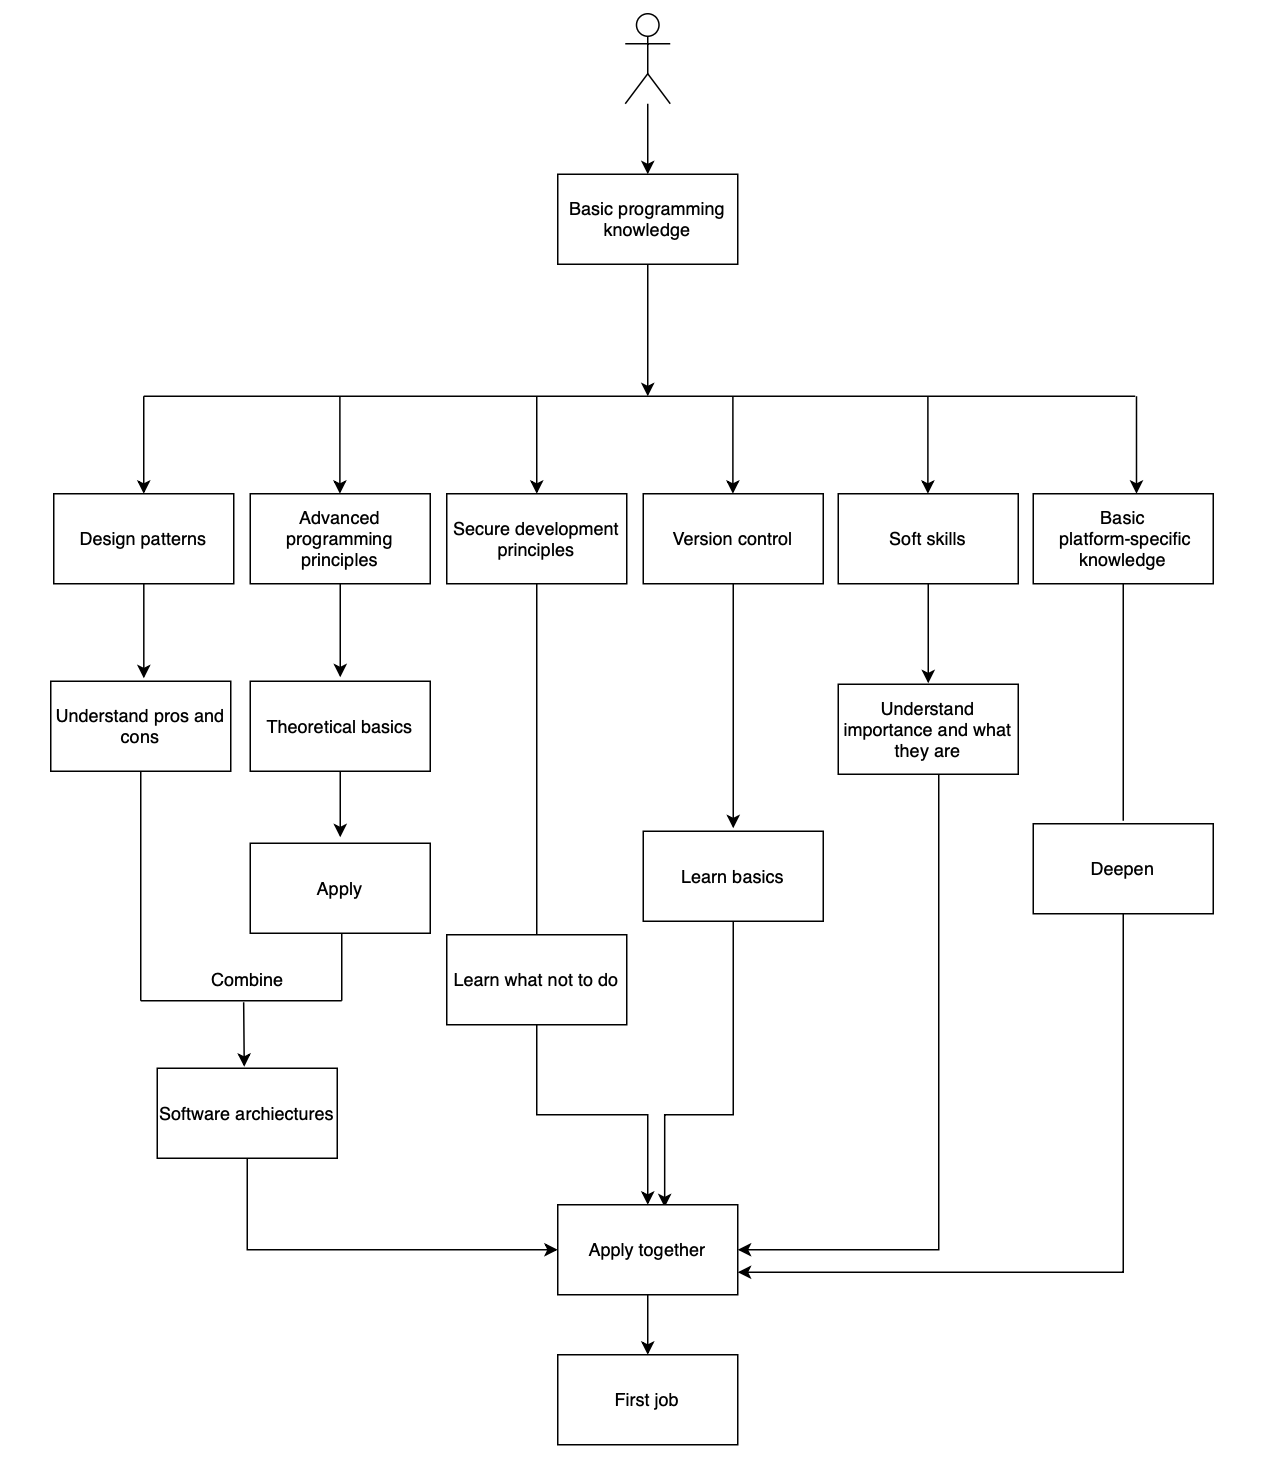 Basic programming
knowledge
Design patterns
Advanced
programming
principles
Secure development
principles
Version control
Soft skills
Basic
platform-specific
knowledge
Understand pros and
cons
Theoretical basics
Understand
importance and what
they are
Apply
Learn basics
Deepen
Combine
Learn what not to do
Software archiectures
Apply together
First job